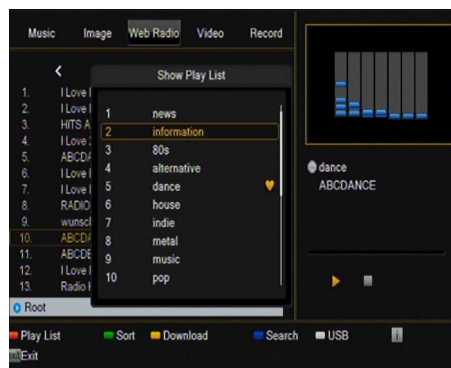 Music Image Web Radio Video Record
Show Play List
1. I Love
2. I Love
3. HITS A
4. I Love
5. ABCDA
6. I Love
7. I Love
8. RADIO
9. wunsc
10. ABCDA
11. ABCDE
12. I Love
13. Radio
1 news
2 information
3 80s
4 alternative
5 dance
6 house
7 indie
8 metal
9 music
10 pop
dance
ABCDANCE
Root
Play List Sort Download Search USB i
Exit